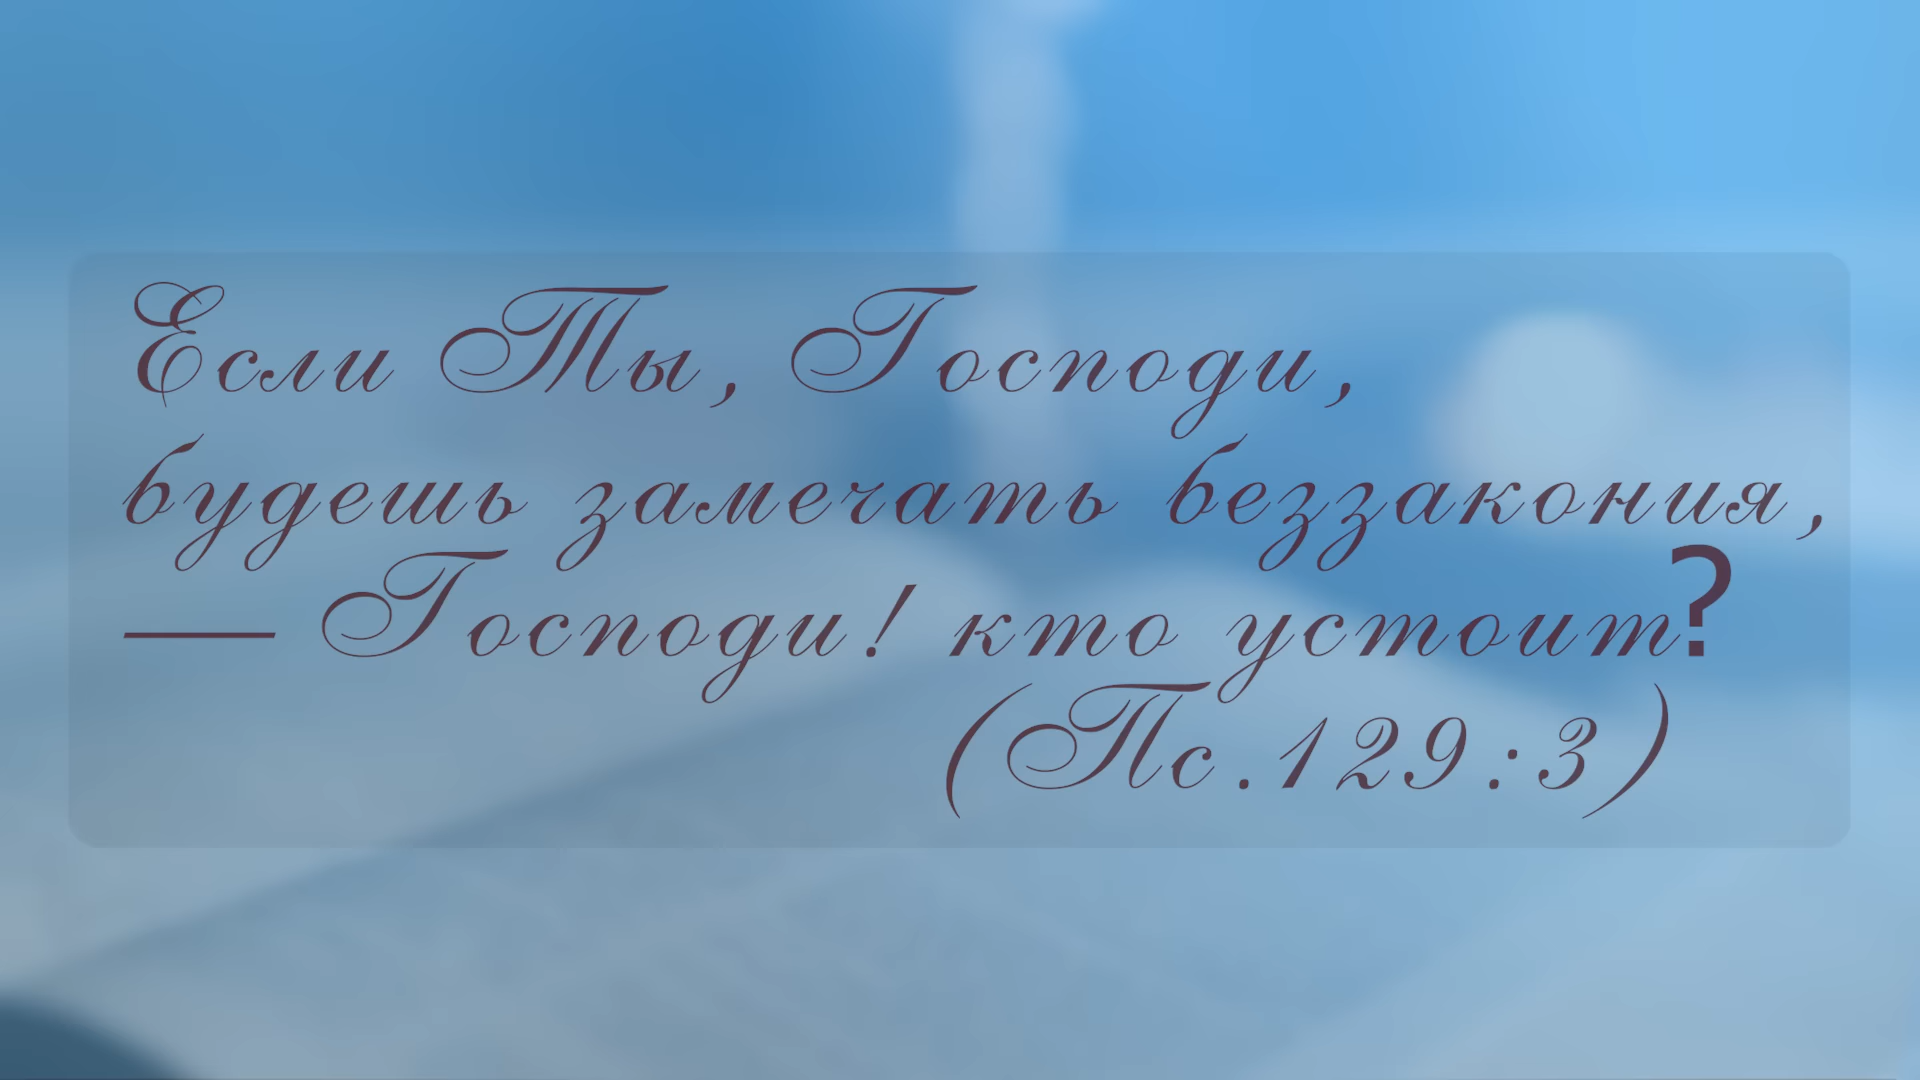 Если Ты, Господи,
будешь замечать беззакония,
— Господи! кто устоит?
(Пс.129:3)